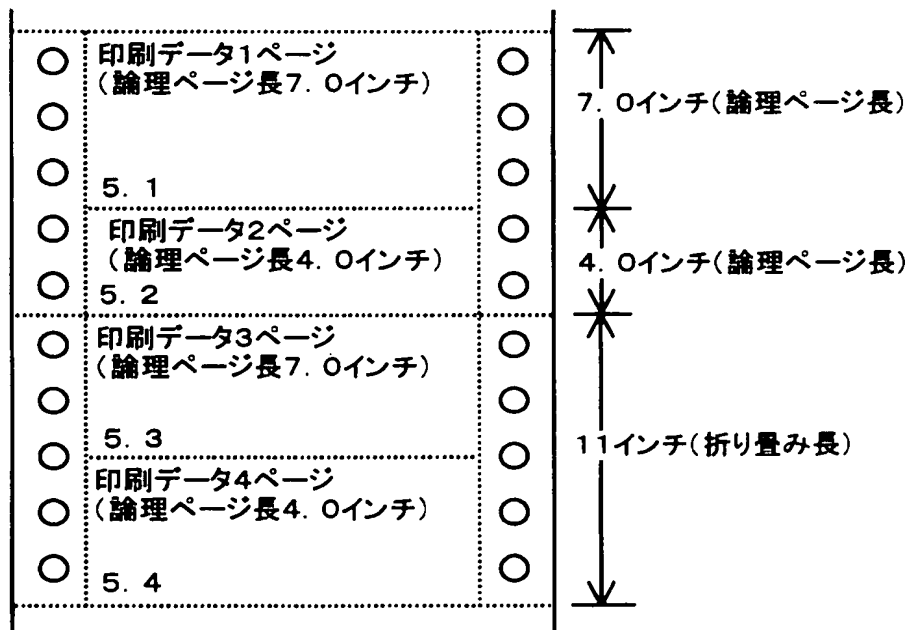 印刷データ1ページ
(論理ページ長7.0インチ)
5.1
印刷データ2ページ
(論理ページ長4.0インチ)
5.2
印刷データ3ページ
(論理ページ長7.0インチ)
5.3
印刷データ4ページ
(論理ページ長4.0インチ)
5.4
7.0インチ(論理ページ長)
4.0インチ(論理ページ長)
11インチ(折り畳み長)